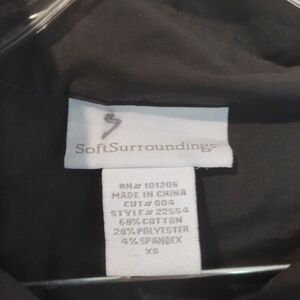 SoftSurroundings
RN# 101206
MADE IN CHINA
CUT# 004
STYLE# 22554
68% COTTON
28% POLYESTER
4% SPANDEX
XS